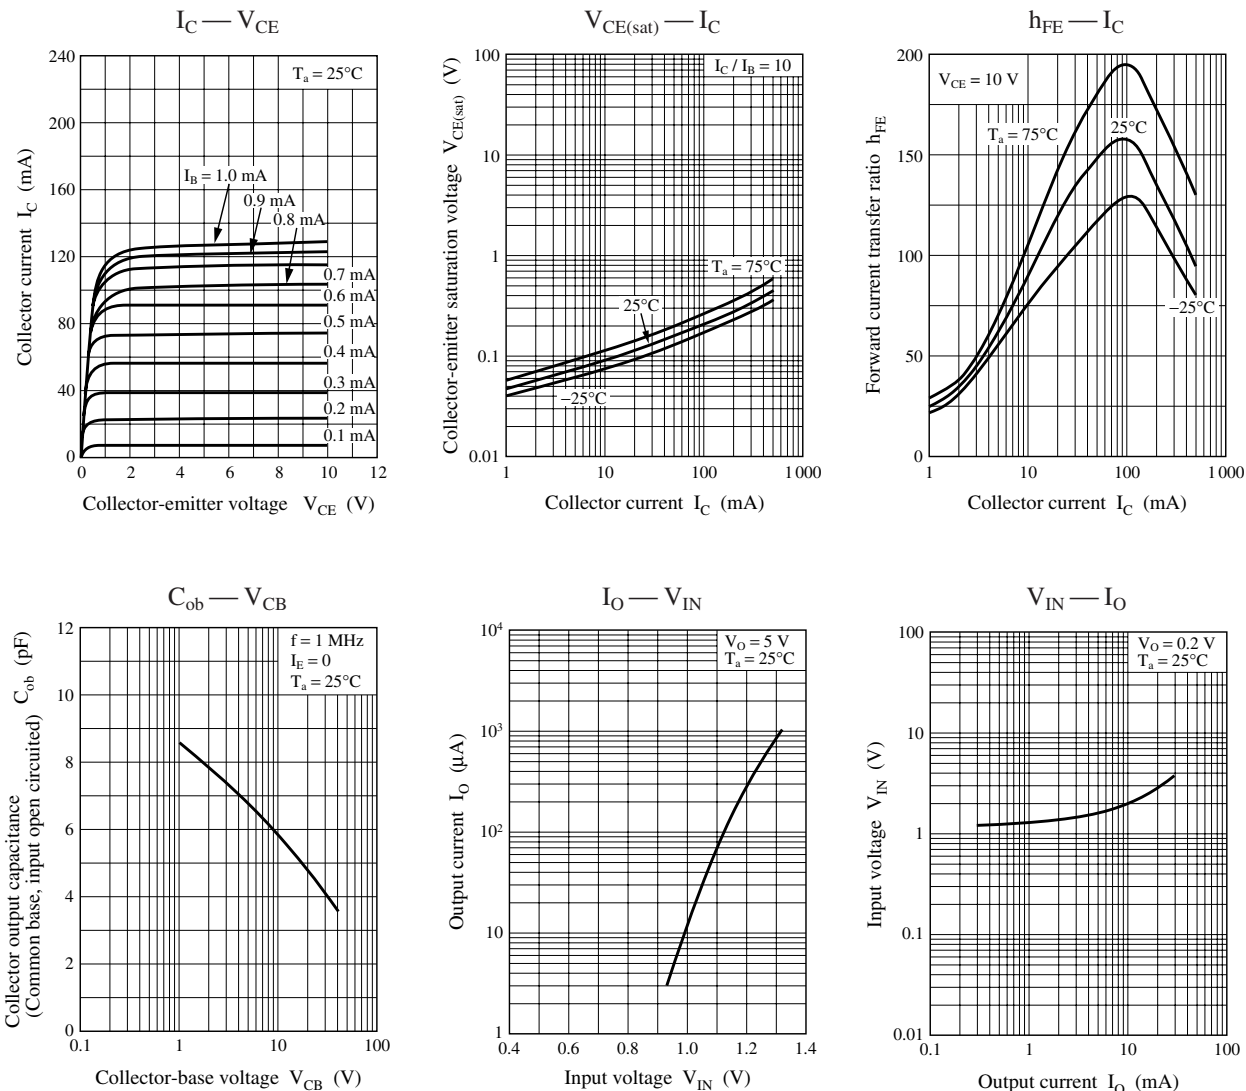 I_C — V_CE
240
200
160
120
80
40
0
0 2 4 6 8 10 12
T_a = 25°C
I_B = 1.0 mA
0.9 mA
0.8 mA
0.7 mA
0.6 mA
0.5 mA
0.4 mA
0.3 mA
0.2 mA
0.1 mA
Collector current I_C (mA)
Collector-emitter voltage V_CE (V)
V_CE(sat) — I_C
100
10
1
0.1
0.01
1 10 100 1 000
I_C / I_B = 10
T_a = 75°C
25°C
−25°C
Collector-emitter saturation voltage V_CE(sat) (V)
Collector current I_C (mA)
h_FE — I_C
200
150
100
50
0
1 10 100 1 000
V_CE = 10 V
T_a = 75°C
25°C
−25°C
Forward current transfer ratio h_FE
Collector current I_C (mA)
C_ob — V_CB
12
10
8
6
4
2
0
0.1 1 10 100
f = 1 MHz
I_E = 0
T_a = 25°C
Collector output capacitance C_ob (pF)
(Common base, input open circuited)
Collector-base voltage V_CB (V)
I_O — V_IN
10⁴
10³
10²
10
1
0.4 0.6 0.8 1.0 1.2 1.4
V_O = 5 V
T_a = 25°C
Output current I_O (µA)
Input voltage V_IN (V)
V_IN — I_O
100
10
1
0.1
0.01
0.1 1 10 100
V_O = 0.2 V
T_a = 25°C
Input voltage V_IN (V)
Output current I_O (mA)